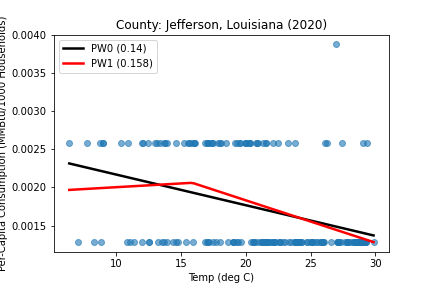 County: Jefferson, Louisiana (2020)
Per-Capita Consumption (MMBtu/1000 Households)
0.0040
0.0035
0.0030
0.0025
0.0020
0.0015
PW0 (0.14)
PW1 (0.158)
10 15 20 25 30
Temp (deg C)